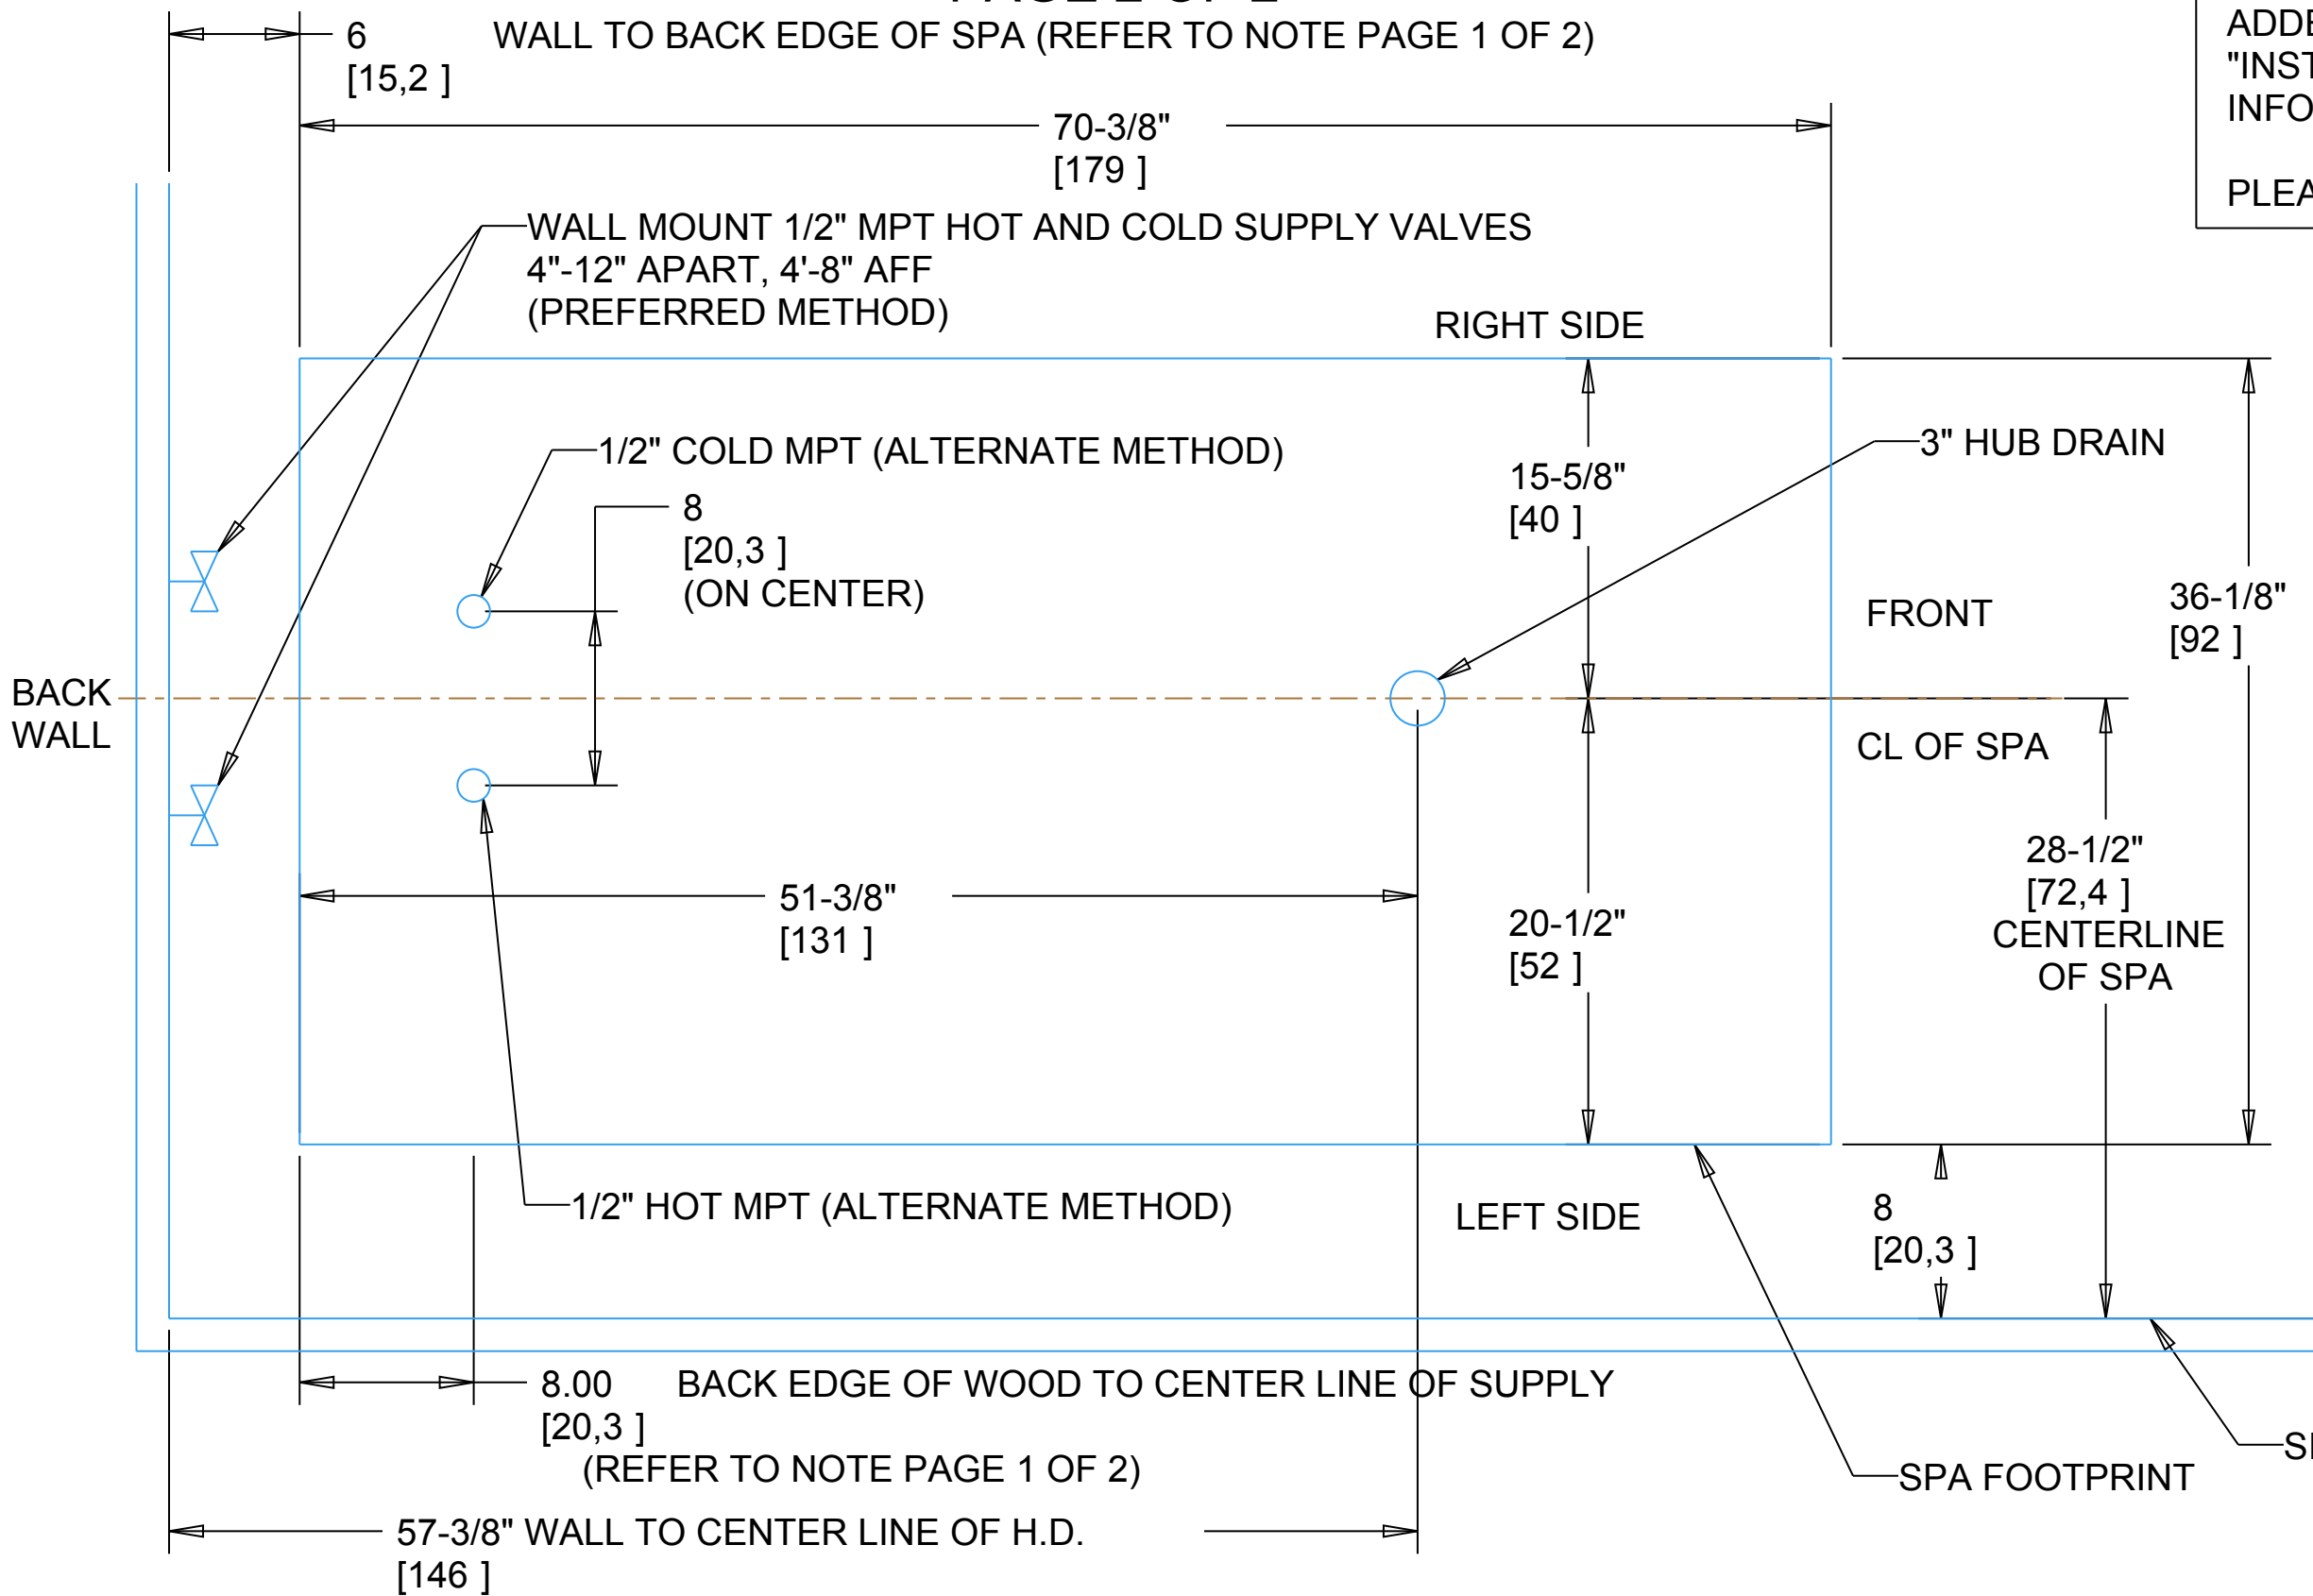 6
WALL TO BACK EDGE OF SPA (REFER TO NOTE PAGE 1 OF 2)
[15,2 ]
70-3/8"
[179 ]
WALL MOUNT 1/2" MPT HOT AND COLD SUPPLY VALVES
4"-12" APART, 4'-8" AFF
(PREFERRED METHOD)
RIGHT SIDE
1/2" COLD MPT (ALTERNATE METHOD)
8
[20,3 ]
(ON CENTER)
15-5/8"
[40 ]
3" HUB DRAIN
FRONT
36-1/8"
[92 ]
BACK
WALL
CL OF SPA
28-1/2"
[72,4 ]
CENTERLINE
OF SPA
51-3/8"
[131 ]
20-1/2"
[52 ]
1/2" HOT MPT (ALTERNATE METHOD)
LEFT SIDE
8
[20,3 ]
8.00
BACK EDGE OF WOOD TO CENTER LINE OF SUPPLY
[20,3 ]
(REFER TO NOTE PAGE 1 OF 2)
SPA FOOTPRINT
57-3/8" WALL TO CENTER LINE OF H.D.
[146 ]